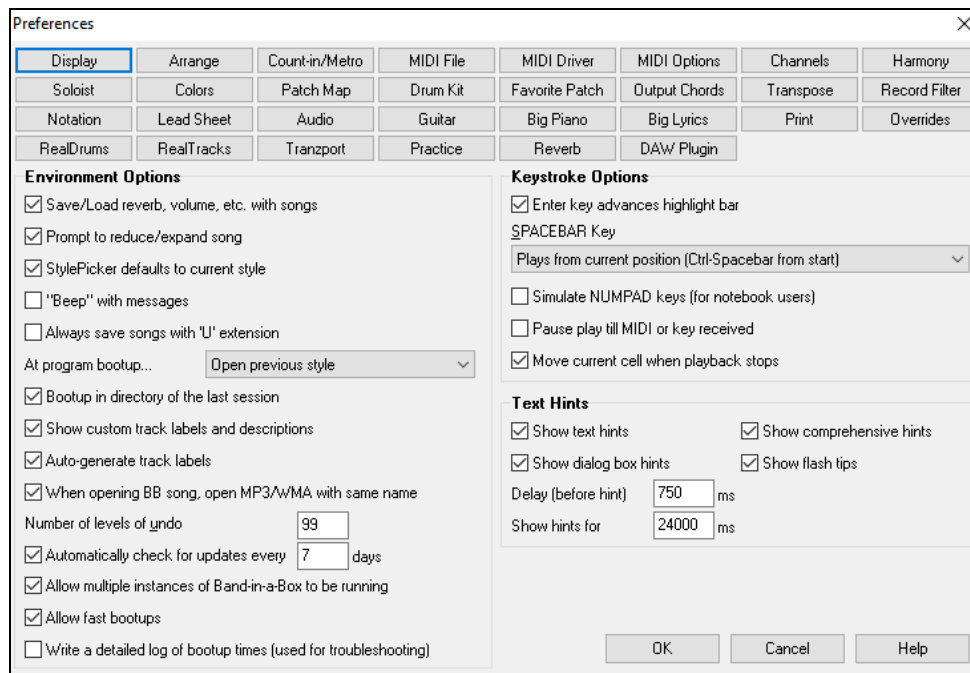 Preferences
Display Arrange Count-in/Metro MIDI File MIDI Driver MIDI Options Channels Harmony
Soloist Colors Patch Map Drum Kit Favorite Patch Output Chords Transpose Record Filter
Notation Lead Sheet Audio Guitar Big Piano Big Lyrics Print Overrides
RealDrums RealTracks Tranzport Practice Reverb DAW Plugin
Environment Options
Save/Load reverb, volume, etc. with songs
Prompt to reduce/expand song
StylePicker defaults to current style
"Beep" with messages
Always save songs with 'U' extension
At program bootup... Open previous style
Bootup in directory of the last session
Show custom track labels and descriptions
Auto-generate track labels
When opening BB song, open MP3/WMA with same name
Number of levels of undo 99
Automatically check for updates every 7 days
Allow multiple instances of Band-in-a-Box to be running
Allow fast bootups
Write a detailed log of bootup times (used for troubleshooting)
Keystroke Options
Enter key advances highlight bar
SPACEBAR Key
Plays from current position (Ctrl-Spacebar from start)
Simulate NUMPAD keys (for notebook users)
Pause play till MIDI or key received
Move current cell when playback stops
Text Hints
Show text hints Show comprehensive hints
Show dialog box hints Show flash tips
Delay (before hint) 750 ms
Show hints for 24000 ms
OK Cancel Help